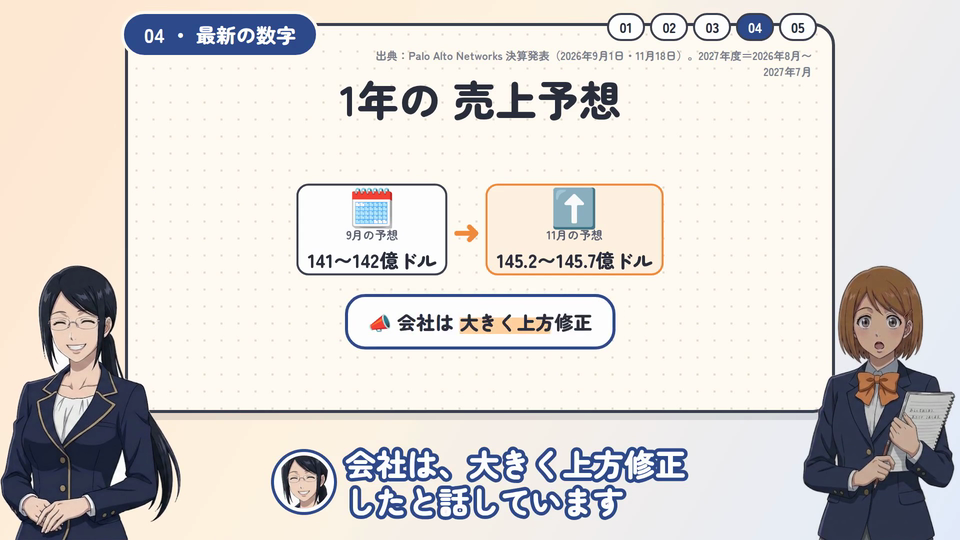 04 ・ 最新の数字
01 02 03 04 05
出典：Palo Alto Networks 決算発表（2026年9月1日・11月18日）。2027年度＝2026年8月〜
2027年7月
1年の 売上予想
9月の予想
141〜142億ドル
11月の予想
145.2〜145.7億ドル
会社は 大きく上方修正
会社は、大きく上方修正
したと話しています